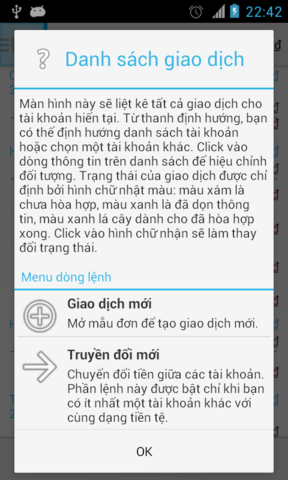 22:42
Danh sách giao dịch
Màn hình này sẽ liệt kê tất cả giao dịch cho
tài khoản hiện tại. Từ thanh định hướng, bạn
có thể định hướng danh sách tài khoản
hoặc chọn một tài khoản khác. Click vào
dòng thông tin trên danh sách để hiệu chính
đối tượng. Trạng thái của giao dịch được chỉ
định bởi hình chữ nhật màu: màu xám là
chưa hòa hợp, màu xanh là đã dọn thông
tin, màu xanh lá cây dành cho đã hòa hợp
xong. Click vào hình chữ nhận sẽ làm thay
đổi trạng thái.
Menu dòng lệnh
Giao dịch mới
Mở mẫu đơn để tạo giao dịch mới.
Truyền đổi mới
Chuyển đổi tiền giữa các tài khoản.
Phần lệnh này được bật chỉ khi bạn
có ít nhất một tài khoản khác với
cùng dạng tiền tệ.
OK